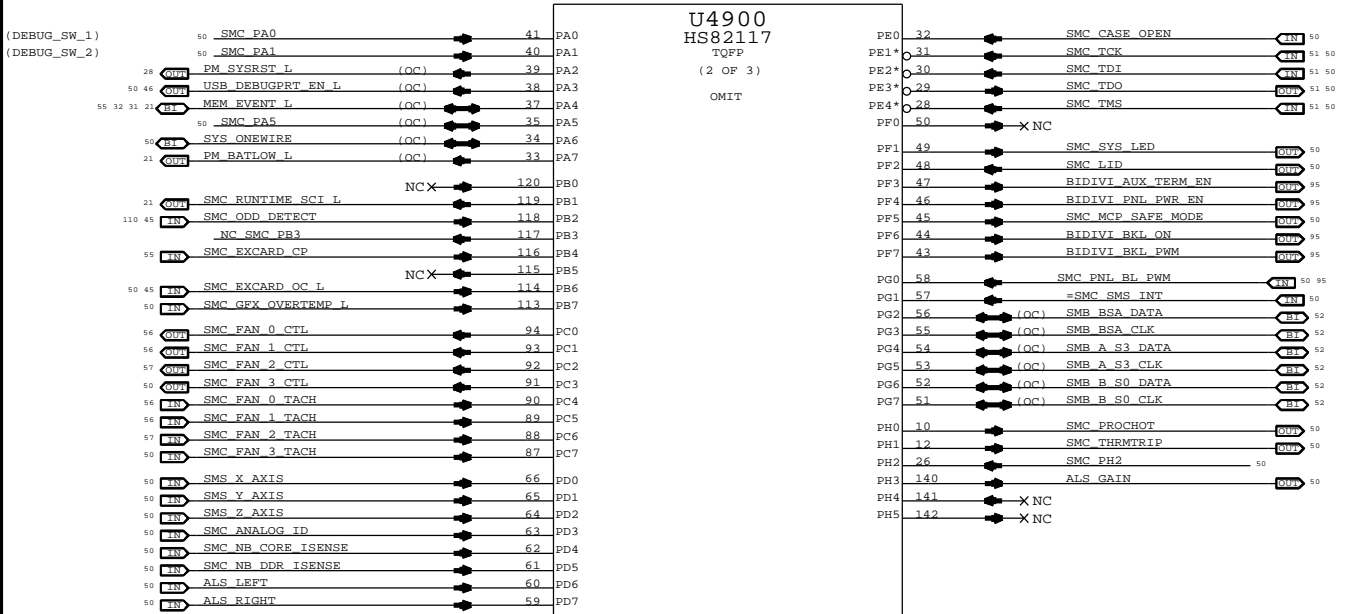 U4900
HS82117
TQFP
(2 OF 3)
OMIT
(DEBUG_SW_1) 50 SMC_PA0 41 PA0
(DEBUG_SW_2) 50 SMC_PA1 40 PA1
28 OUT PM_SYSRST_L (OC) 39 PA2
50 46 OUT USB_DEBUGPRT_EN_L (OC) 38 PA3
55 32 31 21 BI MEM_EVENT_L (OC) 37 PA4
50 SMC_PA5 (OC) 35 PA5
50 BI SYS_ONEWIRE (OC) 34 PA6
21 OUT PM_BATLOW_L (OC) 33 PA7
NC 120 PB0
21 OUT SMC_RUNTIME_SCI_L 119 PB1
110 45 IN SMC_ODD_DETECT 118 PB2
NC_SMC_PB3 117 PB3
55 IN SMC_EXCARD_CP 116 PB4
NC 115 PB5
50 45 IN SMC_EXCARD_OC_L 114 PB6
50 IN SMC_GFX_OVERTEMP_L 113 PB7
56 OUT SMC_FAN_0_CTL 94 PC0
56 OUT SMC_FAN_1_CTL 93 PC1
57 OUT SMC_FAN_2_CTL 92 PC2
50 OUT SMC_FAN_3_CTL 91 PC3
56 IN SMC_FAN_0_TACH 90 PC4
56 IN SMC_FAN_1_TACH 89 PC5
57 IN SMC_FAN_2_TACH 88 PC6
50 IN SMC_FAN_3_TACH 87 PC7
50 IN SMS_X_AXIS 66 PD0
50 IN SMS_Y_AXIS 65 PD1
50 IN SMS_Z_AXIS 64 PD2
50 IN SMC_ANALOG_ID 63 PD3
50 IN SMC_NB_CORE_ISENSE 62 PD4
50 IN SMC_NB_DDR_ISENSE 61 PD5
50 IN ALS_LEFT 60 PD6
50 IN ALS_RIGHT 59 PD7
PE0 32 SMC_CASE_OPEN IN 50
PE1* 31 SMC_TCK IN 51 50
PE2* 30 SMC_TDI IN 51 50
PE3* 29 SMC_TDO OUT 51 50
PE4* 28 SMC_TMS IN 51 50
PF0 50 NC
PF1 49 SMC_SYS_LED OUT 50
PF2 48 SMC_LID OUT 50
PF3 47 BIDIVI_AUX_TERM_EN OUT 95
PF4 46 BIDIVI_PNL_PWR_EN OUT 95
PF5 45 SMC_MCP_SAFE_MODE OUT 50
PF6 44 BIDIVI_BKL_ON OUT 95
PF7 43 BIDIVI_BKL_PWM OUT 95
PG0 58 SMC_PNL_BL_PWM IN 50 95
PG1 57 =SMC_SMS_INT IN 50
PG2 56 (OC) SMB_BSA_DATA BI 52
PG3 55 (OC) SMB_BSA_CLK BI 52
PG4 54 (OC) SMB_A_S3_DATA BI 52
PG5 53 (OC) SMB_A_S3_CLK BI 52
PG6 52 (OC) SMB_B_S0_DATA BI 52
PG7 51 (OC) SMB_B_S0_CLK BI 52
PH0 10 SMC_PROCHOT OUT 50
PH1 12 SMC_THRMTRIP OUT 50
PH2 26 SMC_PH2 50
PH3 140 ALS_GAIN OUT 50
PH4 141 NC
PH5 142 NC